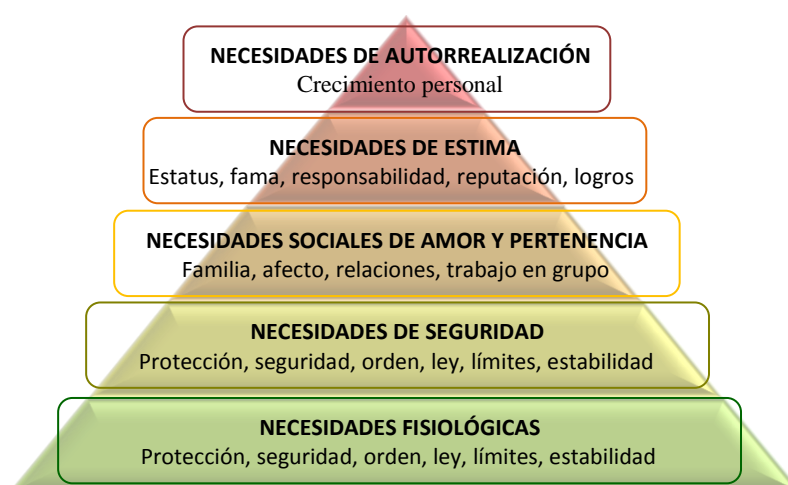 NECESIDADES DE AUTORREALIZACIÓN
Crecimiento personal
NECESIDADES DE ESTIMA
Estatus, fama, responsabilidad, reputación, logros
NECESIDADES SOCIALES DE AMOR Y PERTENENCIA
Familia, afecto, relaciones, trabajo en grupo
NECESIDADES DE SEGURIDAD
Protección, seguridad, orden, ley, límites, estabilidad
NECESIDADES FISIOLÓGICAS
Protección, seguridad, orden, ley, límites, estabilidad